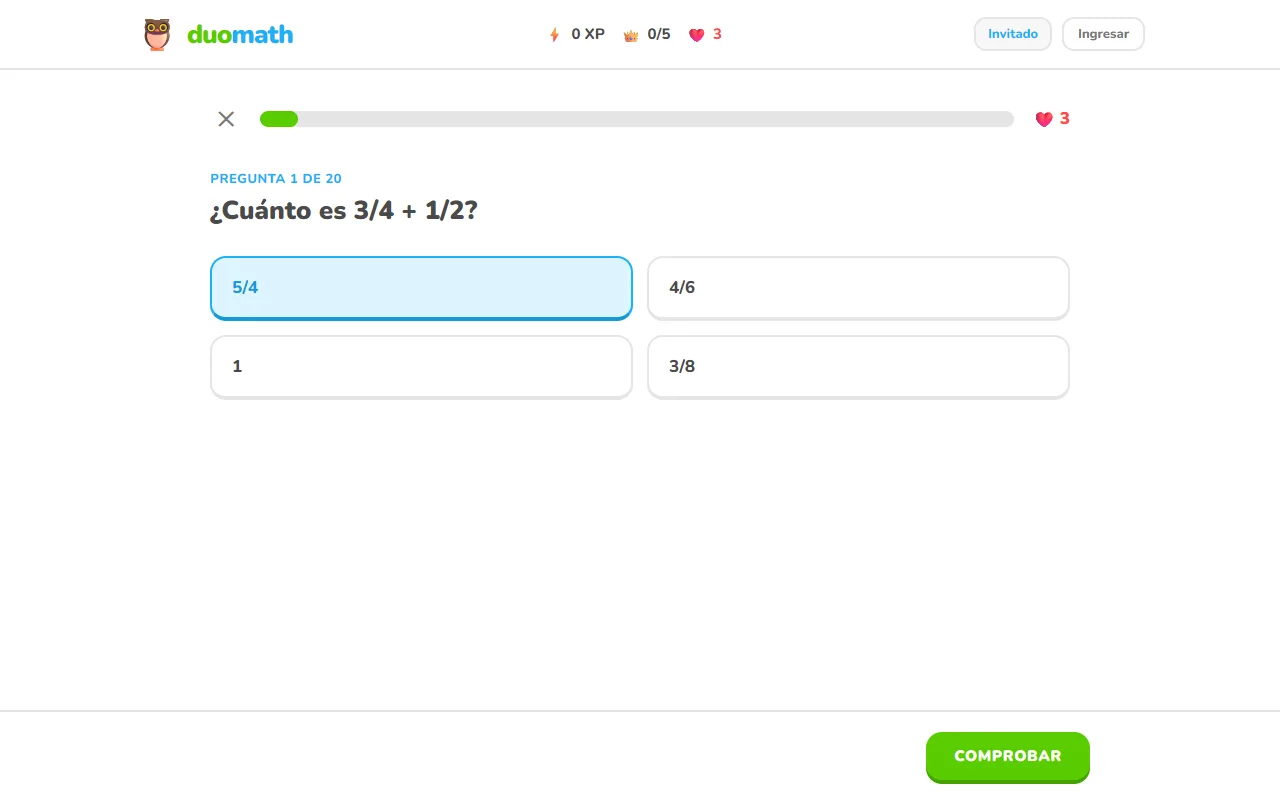 duomath
0 XP 0/5 3
Invitado Ingresar
3
PREGUNTA 1 DE 20
¿Cuánto es 3/4 + 1/2?
5/4
4/6
1
3/8
COMPROBAR